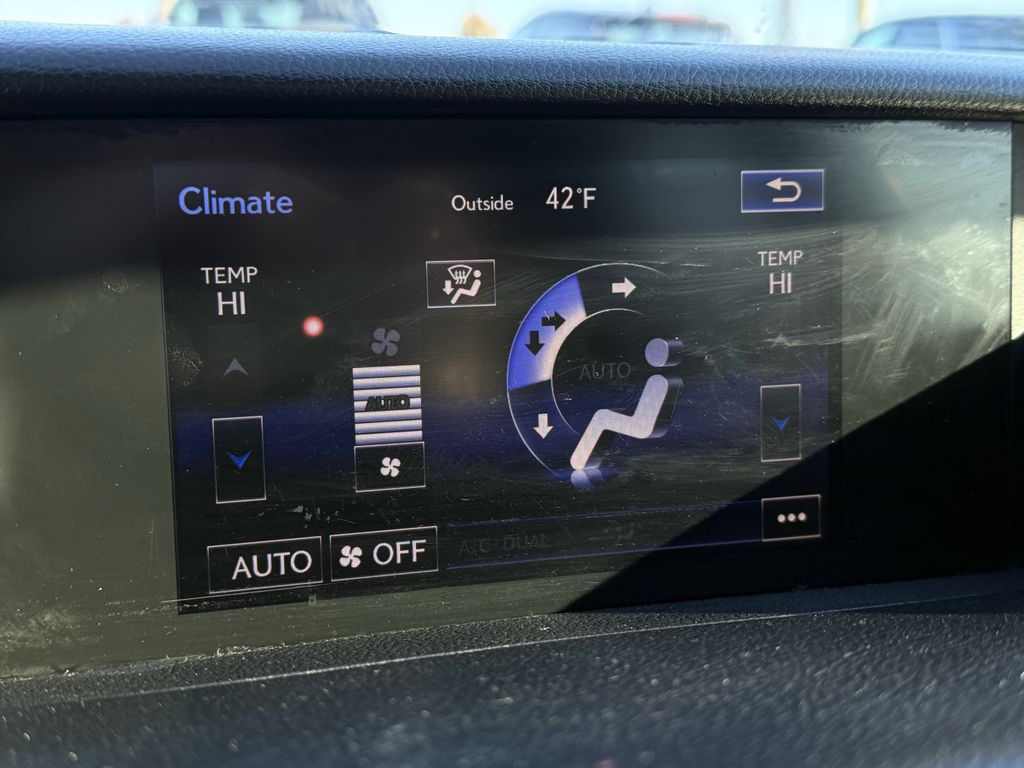 Climate
Outside 42°F
TEMP
HI
TEMP
HI
AUTO
AUTO
AUTO
OFF
A/C DUAL